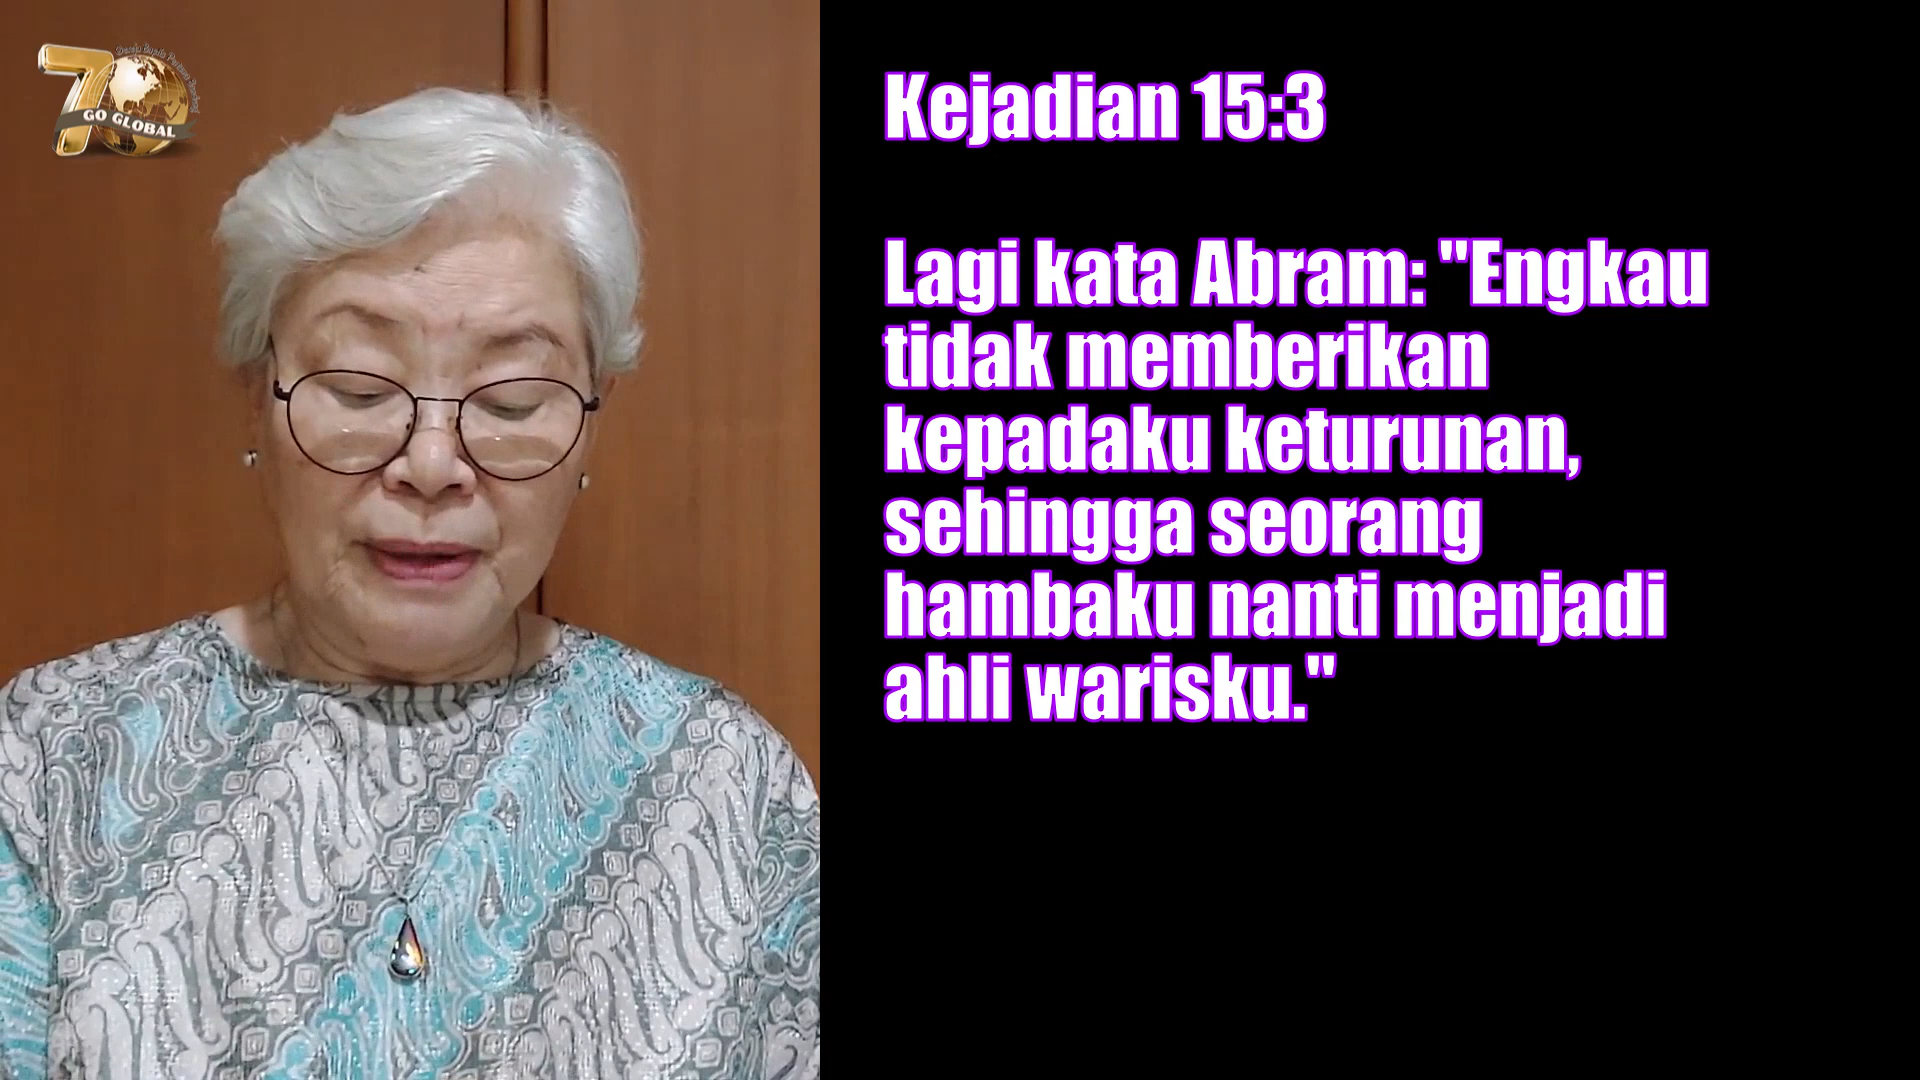 70
GO GLOBAL
Kejadian 15:3
Lagi kata Abram: "Engkau
tidak memberikan
kepadaku keturunan,
sehingga seorang
hambaku nanti menjadi
ahli warisku."